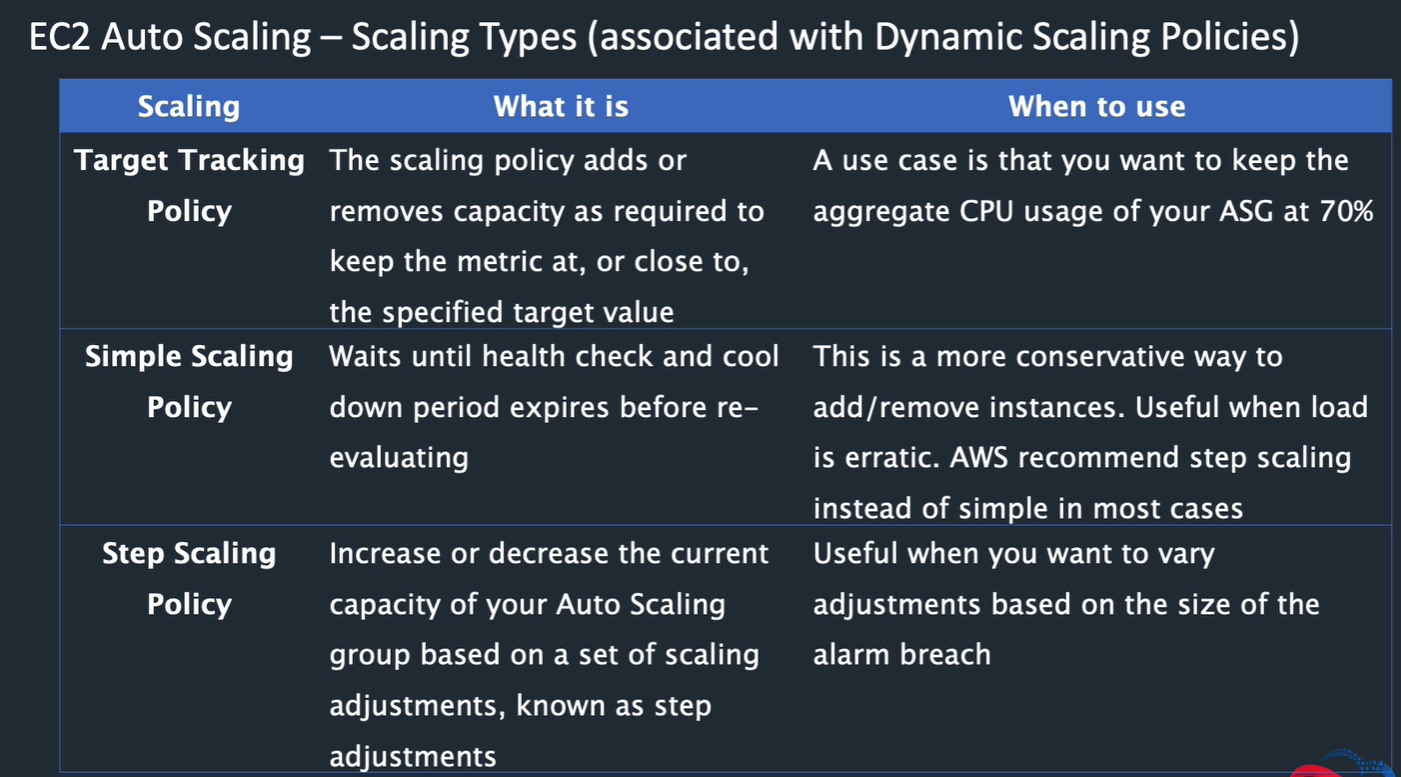 EC2 Auto Scaling – Scaling Types (associated with Dynamic Scaling Policies)
Scaling What it is When to use
Target Tracking
Policy
The scaling policy adds or
removes capacity as required to
keep the metric at, or close to,
the specified target value
A use case is that you want to keep the
aggregate CPU usage of your ASG at 70%
Simple Scaling
Policy
Waits until health check and cool
down period expires before re-
evaluating
This is a more conservative way to
add/remove instances. Useful when load
is erratic. AWS recommend step scaling
instead of simple in most cases
Step Scaling
Policy
Increase or decrease the current
capacity of your Auto Scaling
group based on a set of scaling
adjustments, known as step
adjustments
Useful when you want to vary
adjustments based on the size of the
alarm breach